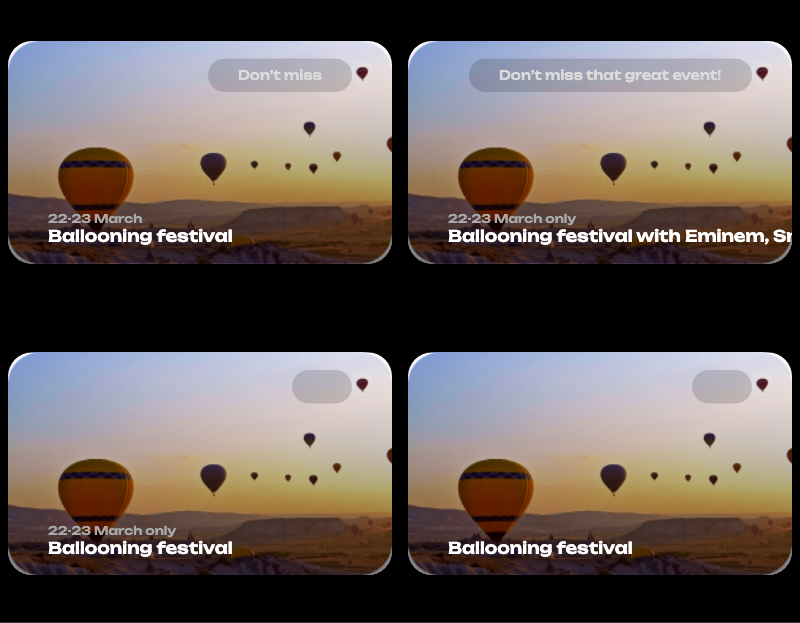 Don't miss
22-23 March
Ballooning festival
Don't miss that great event!
22-23 March only
Ballooning festival with Eminem, Sn
22-23 March only
Ballooning festival
Ballooning festival